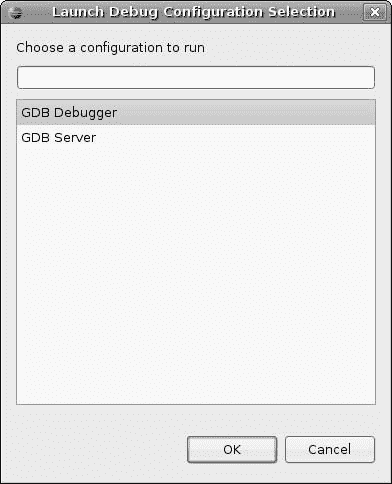 Launch Debug Configuration Selection
Choose a configuration to run
GDB Debugger
GDB Server
OK
Cancel